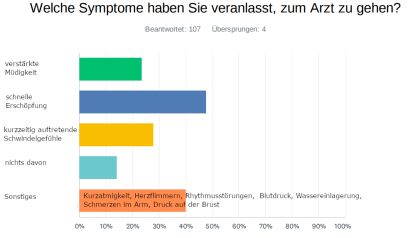 Welche Symptome haben Sie veranlasst, zum Arzt zu gehen?
Beantwortet: 107 Übersprungen: 4
verstärkte
Müdigkeit
schnelle
Erschöpfung
kurzzeitig auftretende
Schwindelgefühle
nichts davon
Sonstiges
Kurzatmigkeit, Herzflimmern, Rhythmusstörungen, Blutdruck, Wassereinlagerung,
Schmerzen im Arm, Druck auf der Brust
0% 10% 20% 30% 40% 50% 60% 70% 80% 90% 100%